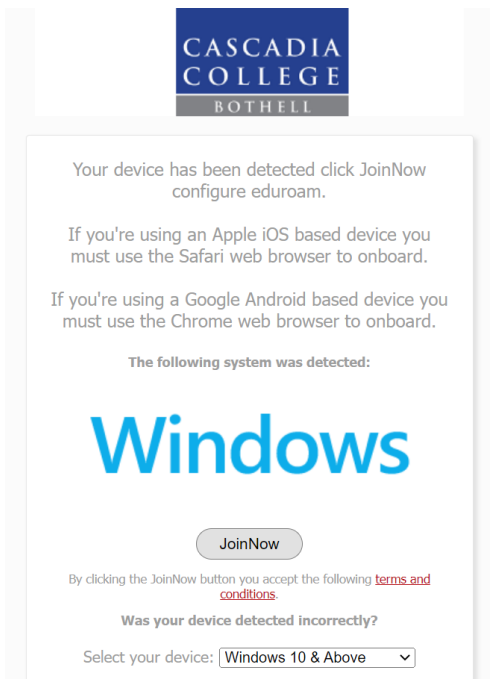 CASCADIA
COLLEGE
BOTHELL
Your device has been detected click JoinNow
configure eduroam.
If you're using an Apple iOS based device you
must use the Safari web browser to onboard.
If you're using a Google Android based device you
must use the Chrome web browser to onboard.
The following system was detected:
Windows
JoinNow
By clicking the JoinNow button you accept the following terms and
conditions.
Was your device detected incorrectly?
Select your device: Windows 10 & Above